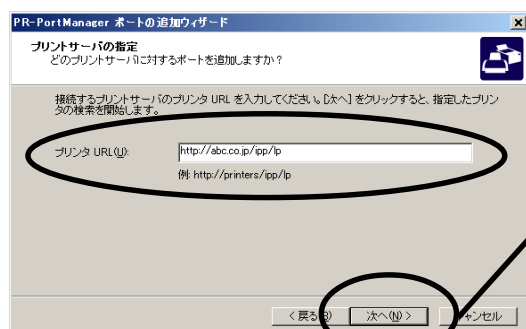 PR-PortManager ポートの追加ウィザード
プリントサーバの指定
どのプリントサーバに対するポートを追加しますか？
接続するプリントサーバのプリンタ URL を入力してください。[次へ] をクリックすると、指定したプリン
タの検索を開始します。
プリンタ URL(U):
http://abc.co.jp/ipp/lp
例: http://printers/ipp/lp
< 戻る(B)
次へ(N) >
キャンセル